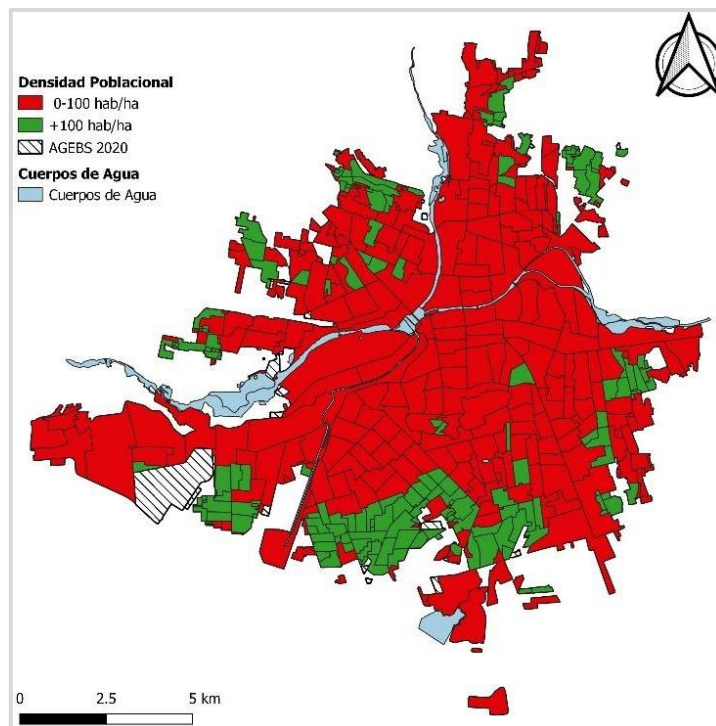 Densidad Poblacional
0-100 hab/ha
+100 hab/ha
AGEBS 2020
Cuerpos de Agua
Cuerpos de Agua
0 2.5 5 km